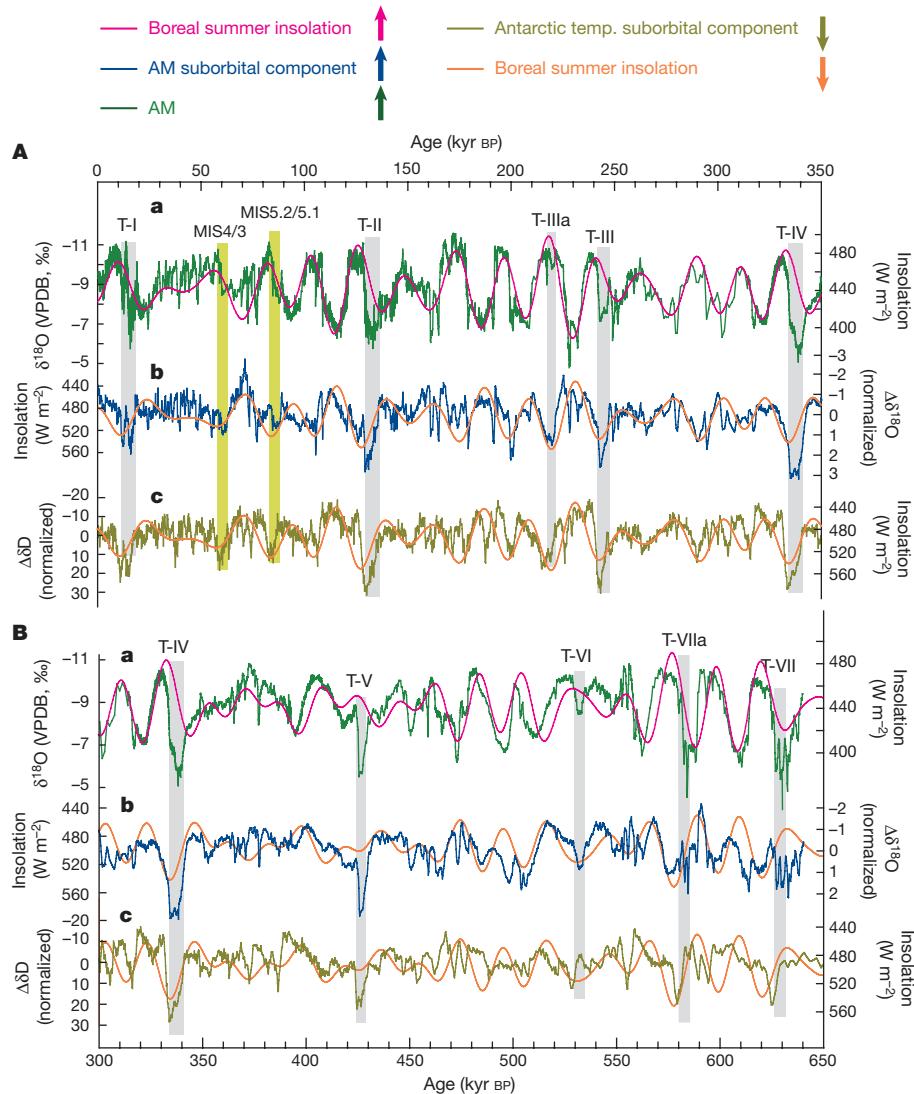 Boreal summer insolation
Antarctic temp. suborbital component
AM suborbital component
Boreal summer insolation
AM
Age (kyr BP)
A
0 50 100 150 200 250 300 350
a
T-I
MIS4/3
MIS5.2/5.1
T-II
T-IIIa
T-III
T-IV
–11
–9
–7
–5
δ18O (VPDB, ‰)
480
440
400
Insolation
(W m–2)
b
440
480
520
560
Insolation
(W m–2)
–3
–2
–1
0
1
2
3
Δδ18O
(normalized)
c
–20
–10
0
10
20
30
ΔδD
(normalized)
440
480
520
560
Insolation
(W m–2)
B
a
T-IV
T-V
T-VI
T-VIIa
T-VII
–11
–9
–7
–5
δ18O (VPDB, ‰)
480
440
400
Insolation
(W m–2)
b
440
480
520
560
Insolation
(W m–2)
–2
–1
0
1
2
Δδ18O
(normalized)
c
–20
–10
0
10
20
30
ΔδD
(normalized)
440
480
520
560
Insolation
(W m–2)
300 350 400 450 500 550 600 650
Age (kyr BP)